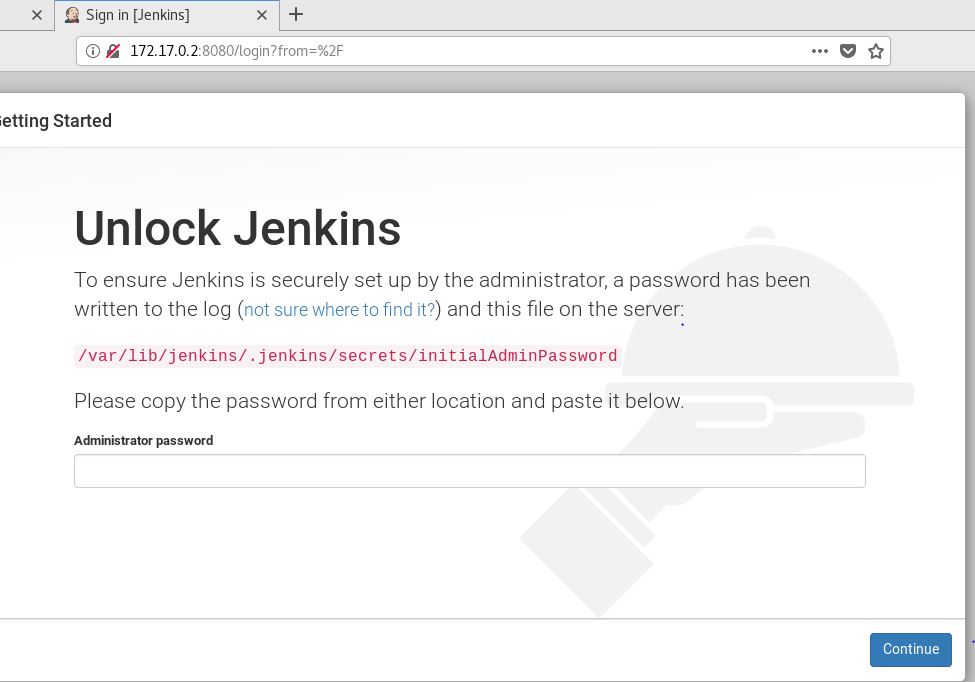 Sign in [Jenkins]
172.17.0.2:8080/login?from=%2F
Getting Started
Unlock Jenkins
To ensure Jenkins is securely set up by the administrator, a password has been
written to the log (not sure where to find it?) and this file on the server:
/var/lib/jenkins/.jenkins/secrets/initialAdminPassword
Please copy the password from either location and paste it below.
Administrator password
Continue